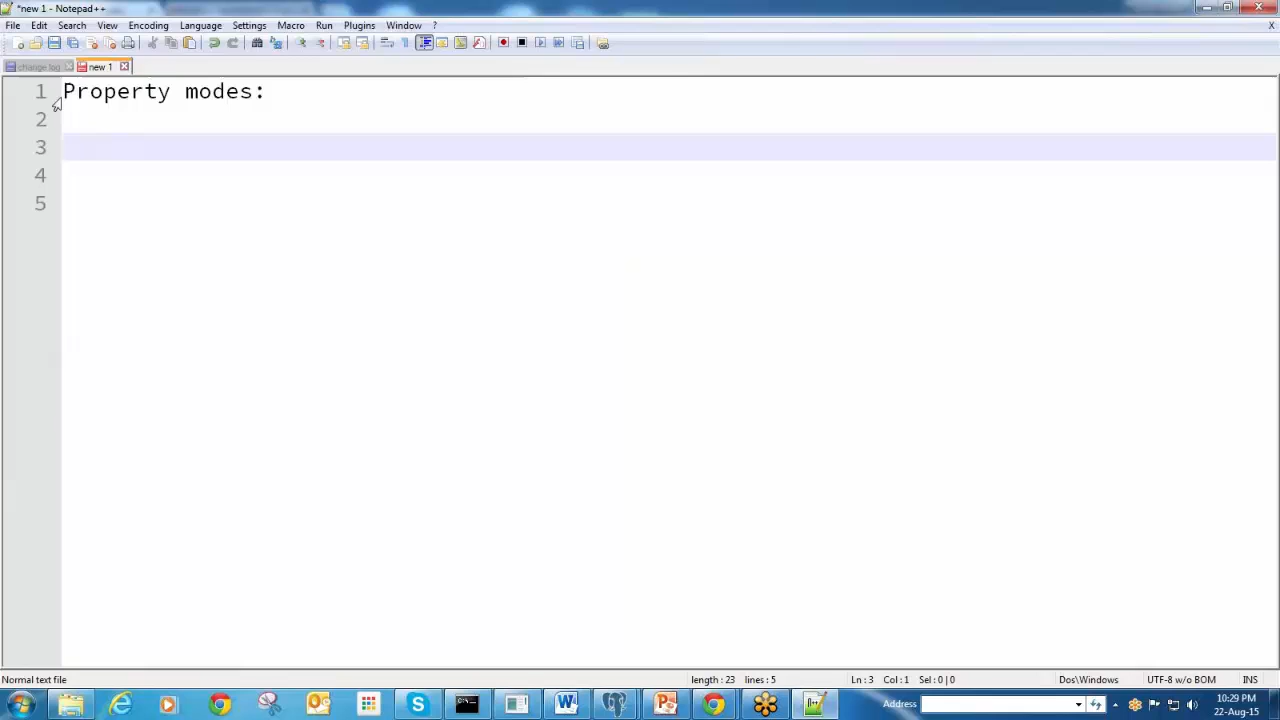 *new 1 - Notepad++
File Edit Search View Encoding Language Settings Macro Run Plugins Window ? X
change log new 1
1 Property modes:
2
3
4
5
Normal text file length : 23 lines : 5 Ln : 3 Col : 1 Sel : 0 | 0 Dos\Windows UTF-8 w/o BOM INS
Address 10:29 PM
22-Aug-15